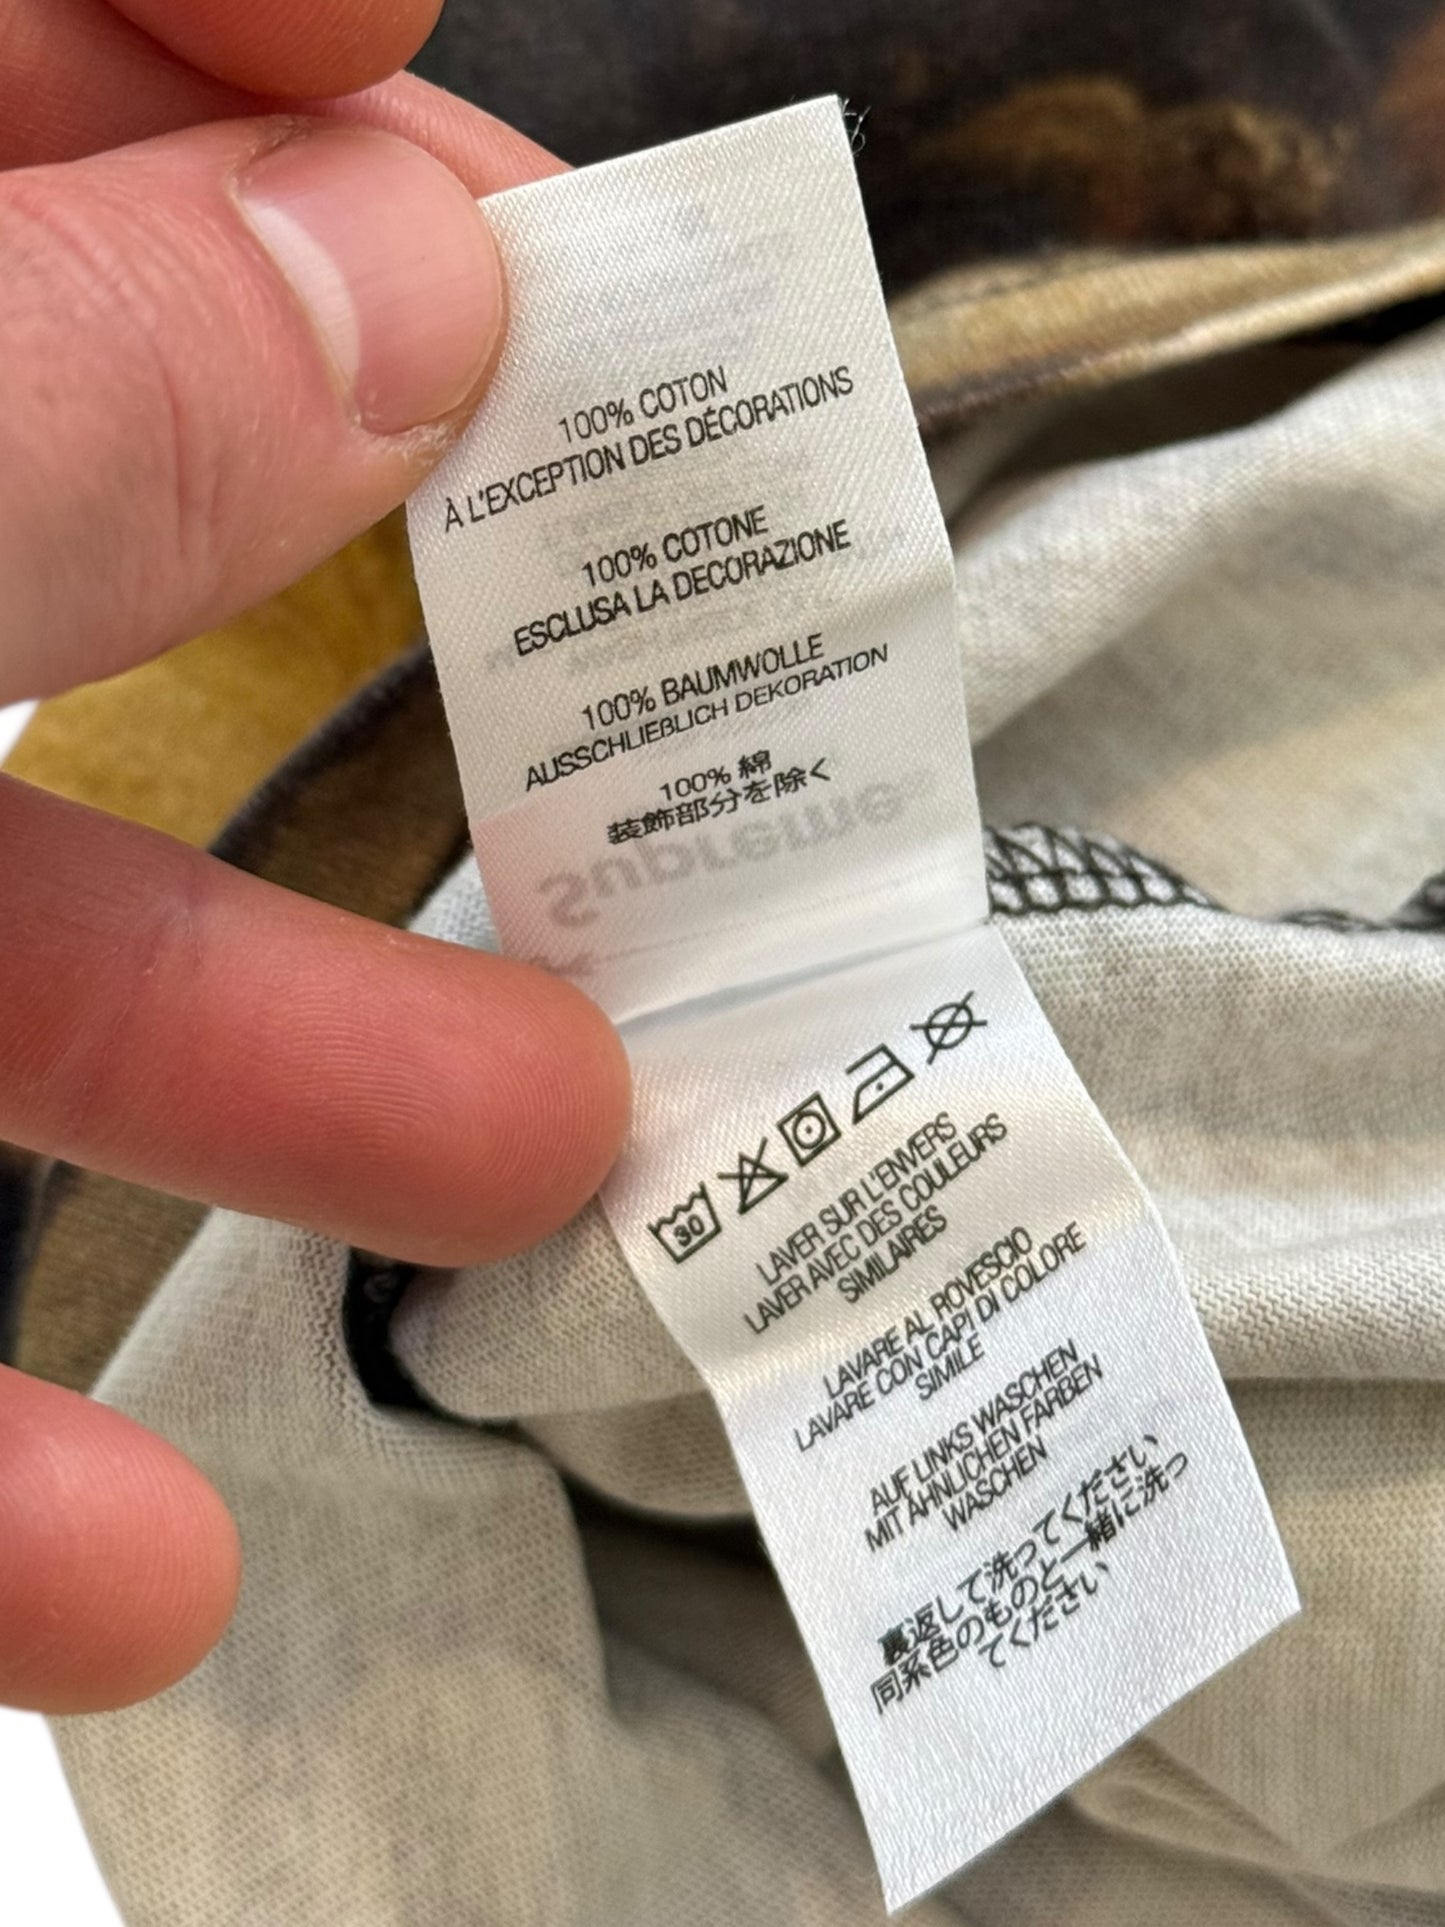 100% COTON
À L'EXCEPTION DES DÉCORATIONS
100% COTONE
ESCLUSA LA DECORAZIONE
100% BAUMWOLLE
AUSSCHLIEßLICH DEKORATION
100% 綿
装飾部分を除く
Supreme
30
LAVER SUR L'ENVERS
LAVER AVEC DES COULEURS
SIMILAIRES
LAVARE AL ROVESCIO
LAVARE CON CAPI DI COLORE
SIMILE
AUF LINKS WASCHEN
MIT ÄHNLICHEN FARBEN
WASCHEN
裏返して洗ってください
同系色のものと一緒に洗っ
てください